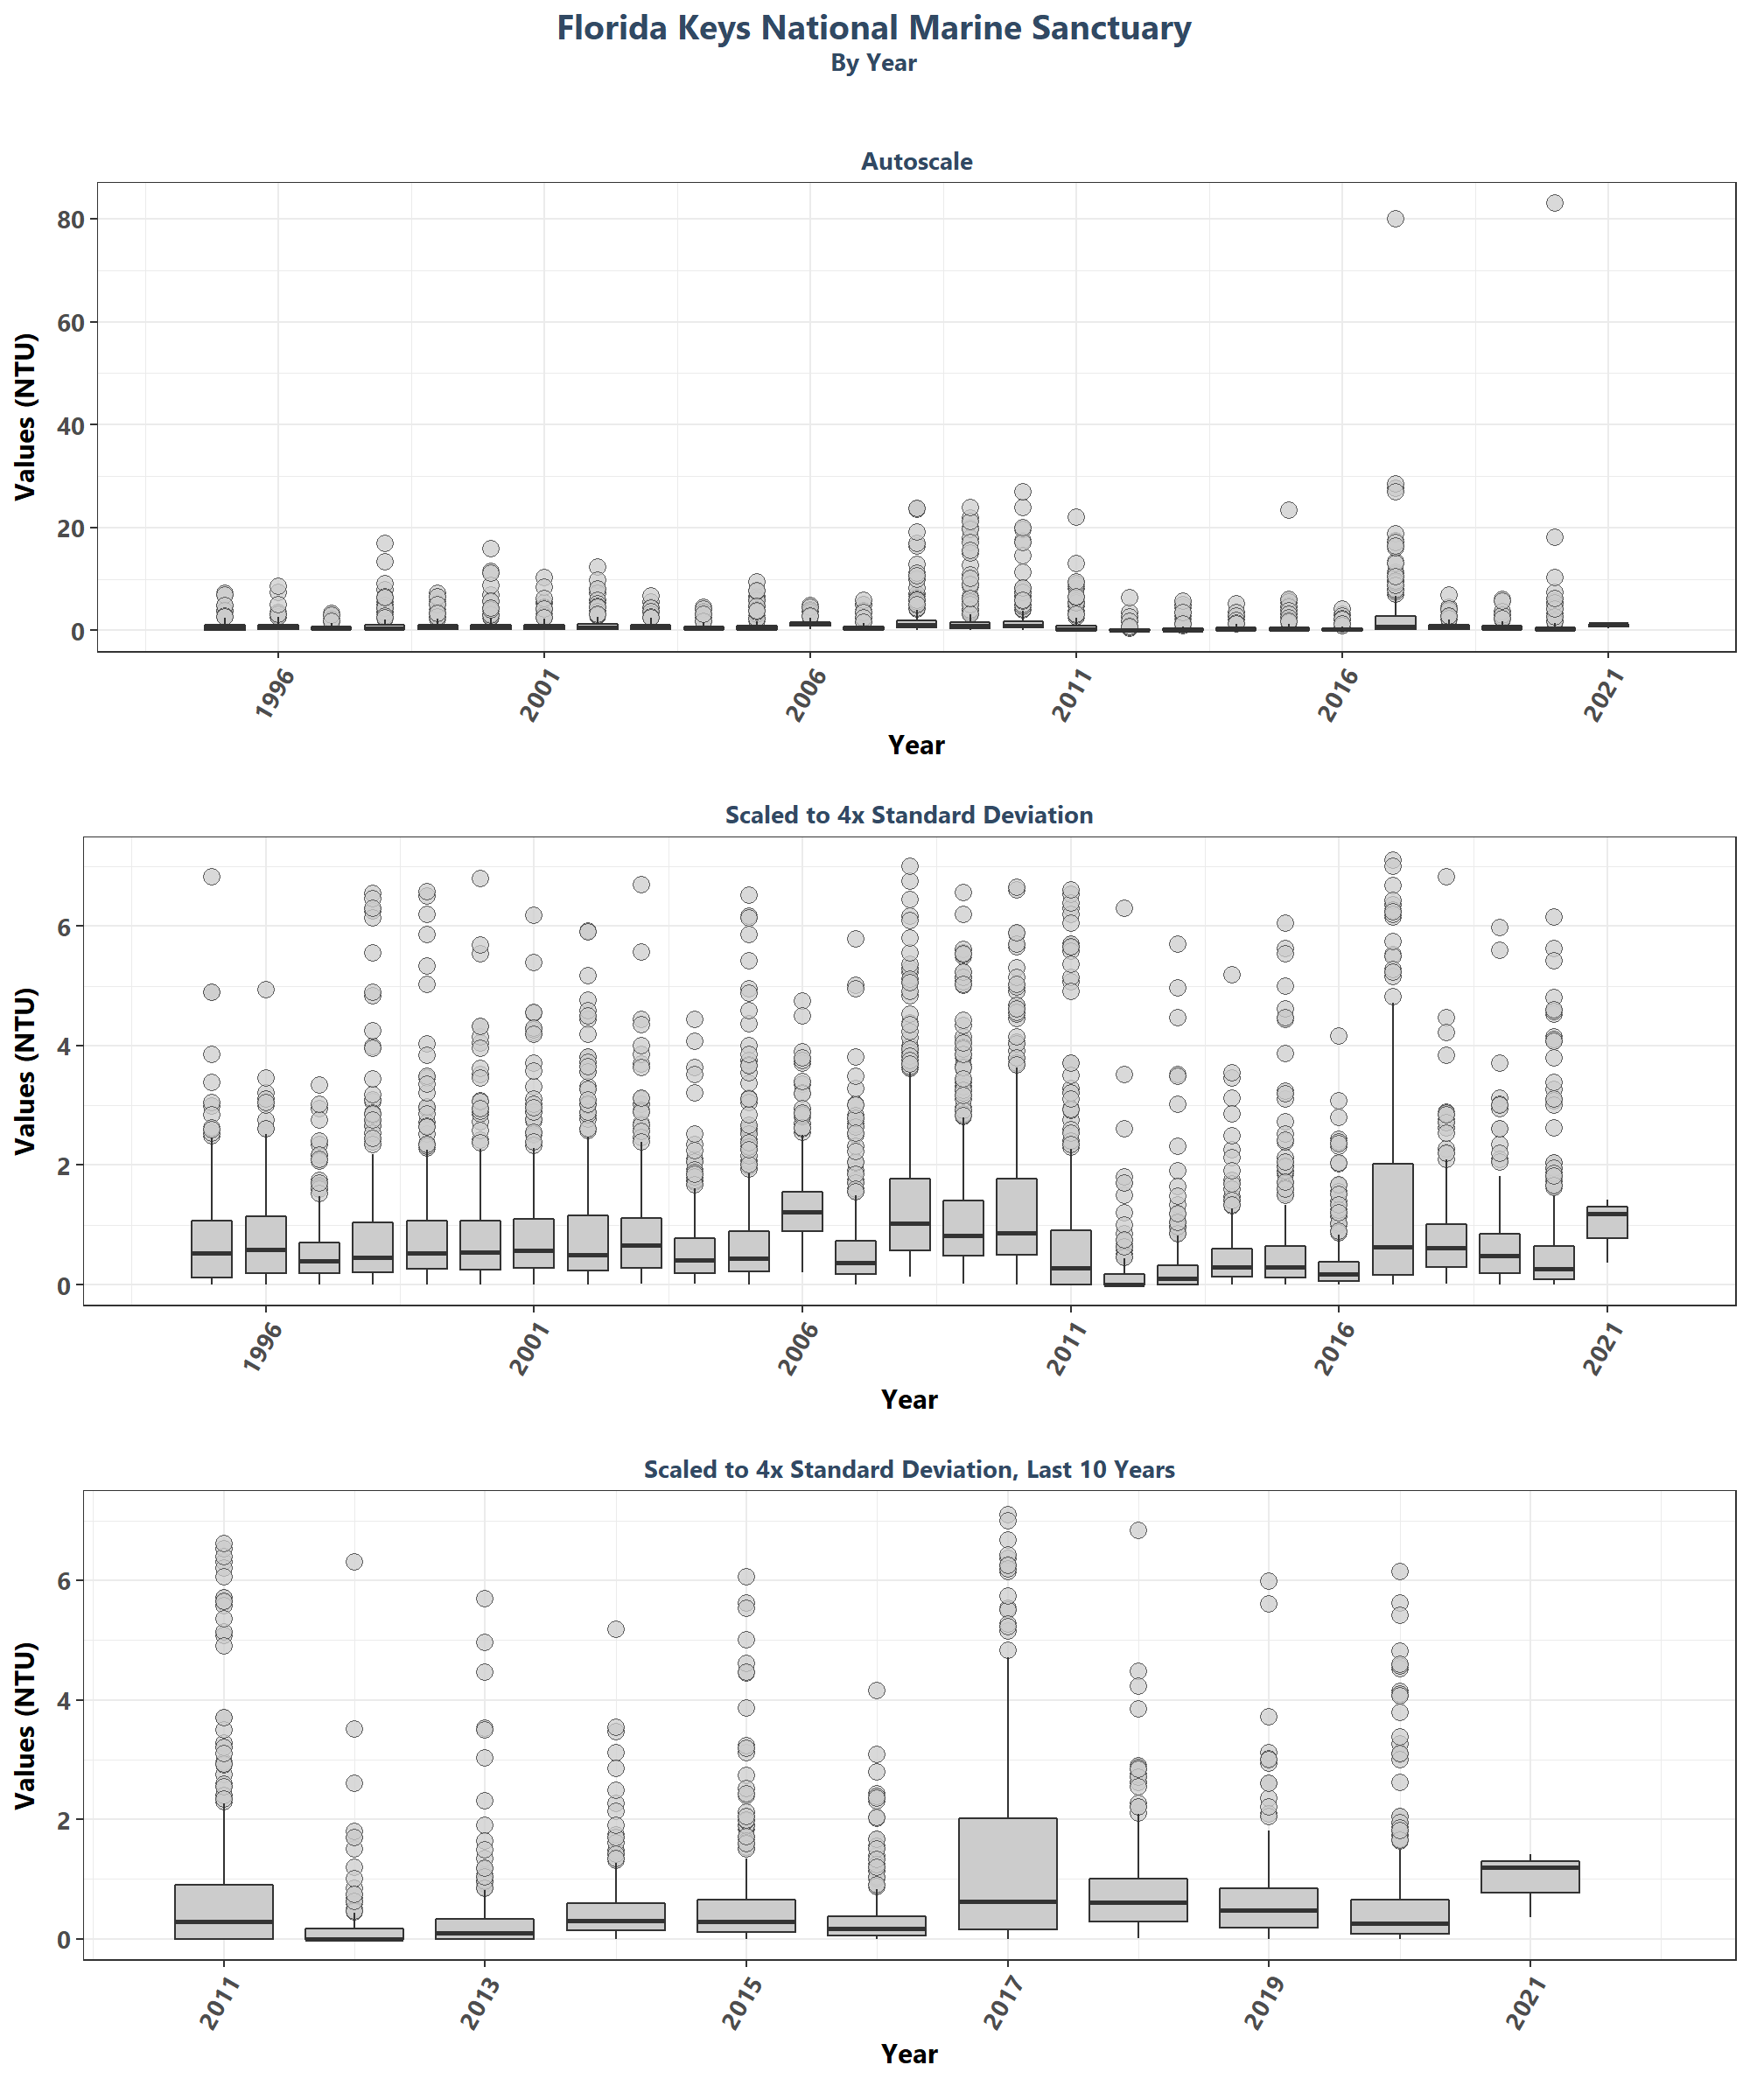 Florida Keys National Marine Sanctuary
By Year
Autoscale
Values (NTU)
80
60
40
20
0
1996
2001
2006
2011
2016
2021
Year
Scaled to 4x Standard Deviation
Values (NTU)
6
4
2
0
1996
2001
2006
2011
2016
2021
Year
Scaled to 4x Standard Deviation, Last 10 Years
Values (NTU)
6
4
2
0
2011
2013
2015
2017
2019
2021
Year